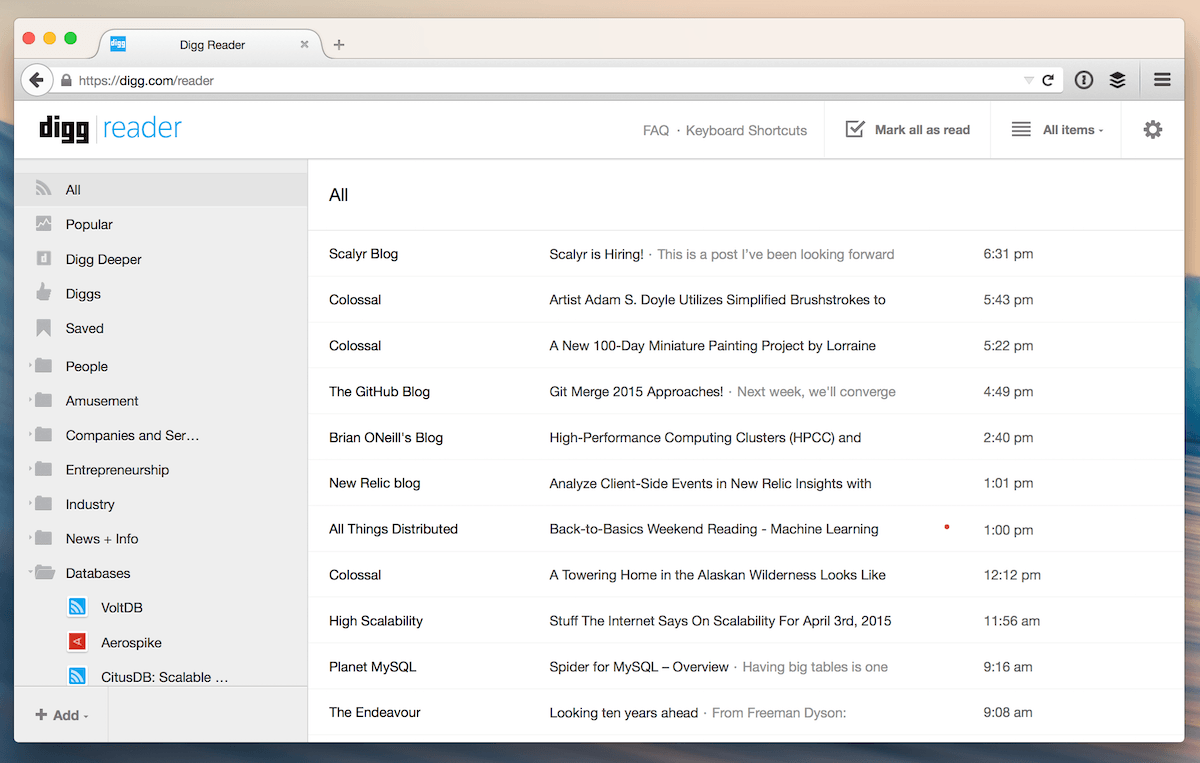 digg Digg Reader
https://digg.com/reader
digg reader
FAQ · Keyboard Shortcuts
Mark all as read
All items
All
Popular
Digg Deeper
Diggs
Saved
People
Amusement
Companies and Ser…
Entrepreneurship
Industry
News + Info
Databases
VoltDB
Aerospike
CitusDB: Scalable …
+ Add
All
Scalyr Blog Scalyr is Hiring! · This is a post I've been looking forward 6:31 pm
Colossal Artist Adam S. Doyle Utilizes Simplified Brushstrokes to 5:43 pm
Colossal A New 100-Day Miniature Painting Project by Lorraine 5:22 pm
The GitHub Blog Git Merge 2015 Approaches! · Next week, we'll converge 4:49 pm
Brian ONeill's Blog High-Performance Computing Clusters (HPCC) and 2:40 pm
New Relic blog Analyze Client-Side Events in New Relic Insights with 1:01 pm
All Things Distributed Back-to-Basics Weekend Reading - Machine Learning 1:00 pm
Colossal A Towering Home in the Alaskan Wilderness Looks Like 12:12 pm
High Scalability Stuff The Internet Says On Scalability For April 3rd, 2015 11:56 am
Planet MySQL Spider for MySQL – Overview · Having big tables is one 9:16 am
The Endeavour Looking ten years ahead · From Freeman Dyson: 9:08 am